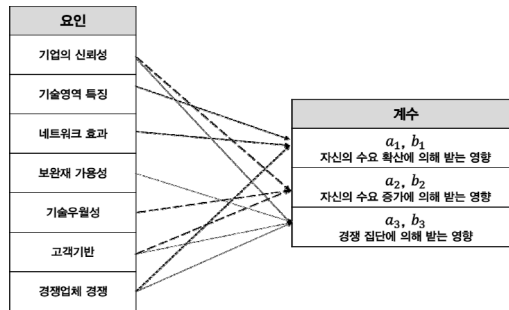 요인
기업의 신뢰성
기술영역 특징
네트워크 효과
보완재 가용성
기술우월성
고객기반
경쟁업체 경쟁
계수
a₁, b₁
자신의 수요 확산에 의해 받는 영향
a₂, b₂
자신의 수요 증가에 의해 받는 영향
a₃, b₃
경쟁 집단에 의해 받는 영향